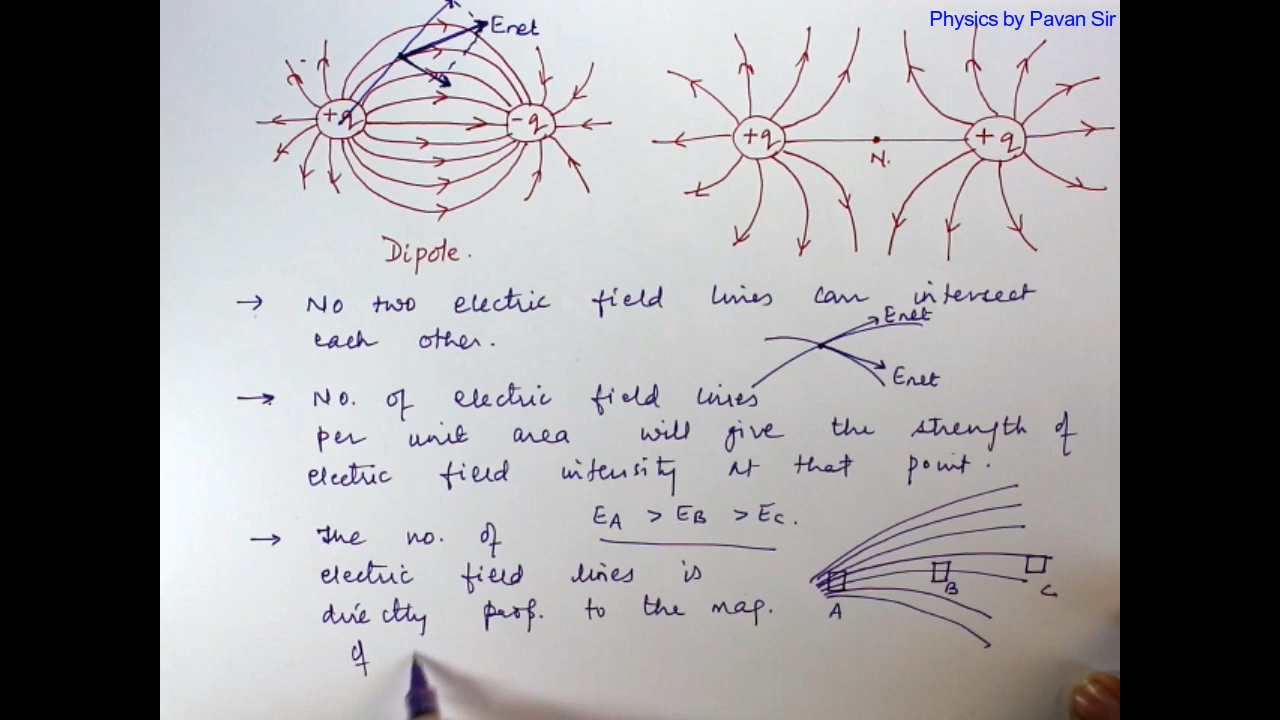 Physics by Pavan Sir
Enet
+q
-q
+q
+q
N.
Dipole.
→ No two electric field lines can intersect
each other.
Enet
Enet
→ No. of electric field lines
per unit area will give the strength of
electric field intensity at that point.
EA > EB > EC.
→ The no. of
electric field lines is
directly prop. to the mag.
of
A
B
C